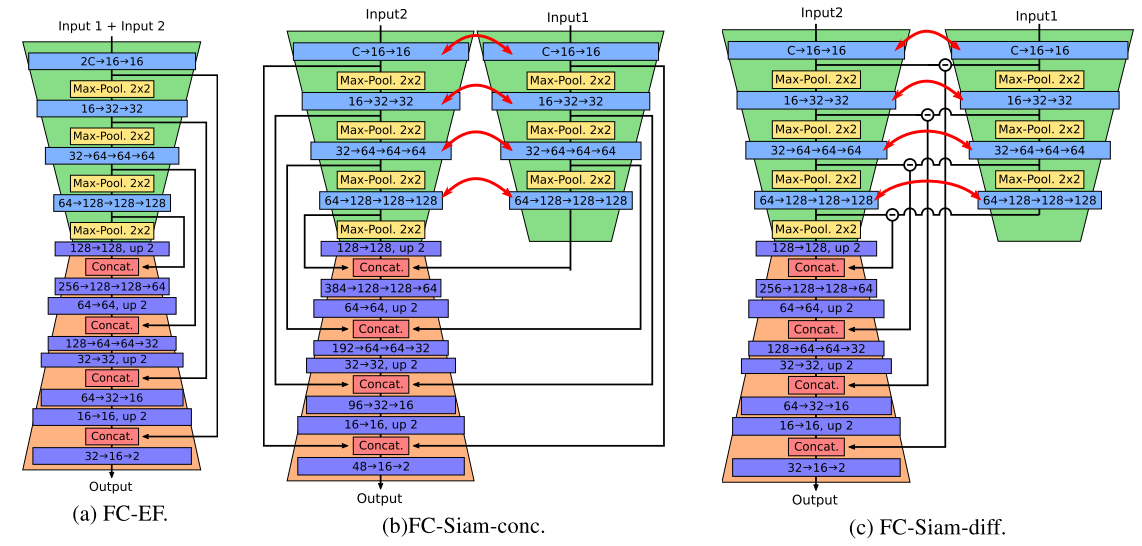 Input 1 + Input 2
2C→16→16
Max-Pool. 2x2
16→32→32
Max-Pool. 2x2
32→64→64→64
Max-Pool. 2x2
64→128→128→128
Max-Pool. 2x2
128→128, up 2
Concat.
256→128→128→64
64→64, up 2
Concat.
128→64→64→32
32→32, up 2
Concat.
64→32→16
16→16, up 2
Concat.
32→16→2
Output
(a) FC-EF.
Input2
C→16→16
Max-Pool. 2x2
16→32→32
Max-Pool. 2x2
32→64→64→64
Max-Pool. 2x2
64→128→128→128
Max-Pool. 2x2
128→128, up 2
Concat.
384→128→128→64
64→64, up 2
Concat.
192→64→64→32
32→32, up 2
Concat.
96→32→16
16→16, up 2
Concat.
48→16→2
Output
Input1
C→16→16
Max-Pool. 2x2
16→32→32
Max-Pool. 2x2
32→64→64→64
Max-Pool. 2x2
64→128→128→128
(b)FC-Siam-conc.
Input2
C→16→16
Max-Pool. 2x2
16→32→32
Max-Pool. 2x2
32→64→64→64
Max-Pool. 2x2
64→128→128→128
Max-Pool. 2x2
128→128, up 2
Concat.
256→128→128→64
64→64, up 2
Concat.
128→64→64→32
32→32, up 2
Concat.
64→32→16
16→16, up 2
Concat.
32→16→2
Output
Input1
C→16→16
Max-Pool. 2x2
16→32→32
Max-Pool. 2x2
32→64→64→64
Max-Pool. 2x2
64→128→128→128
(c) FC-Siam-diff.